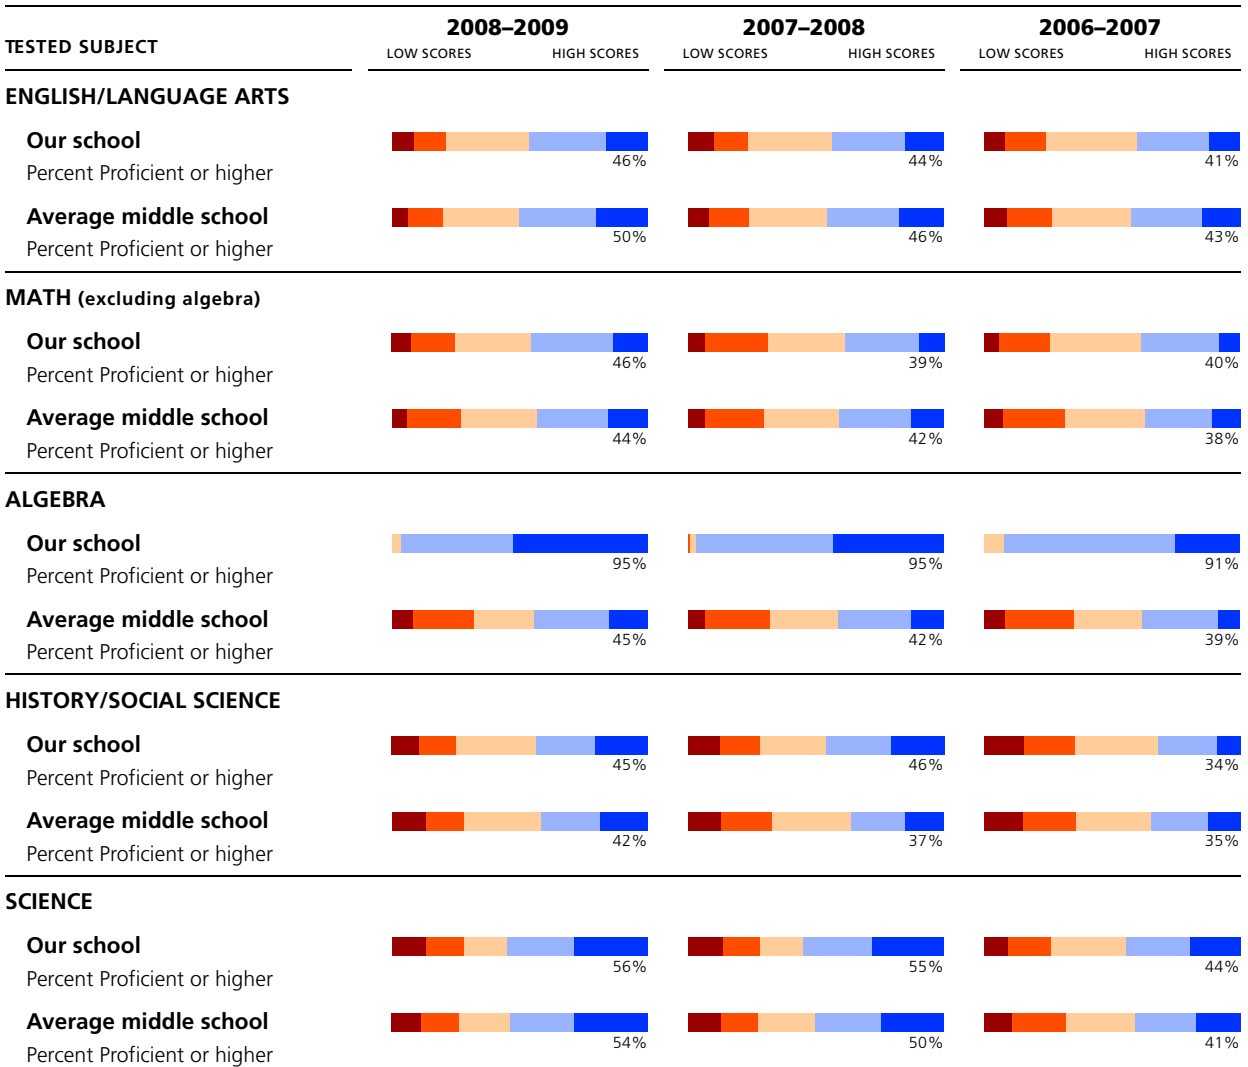 2008–2009 2007–2008 2006–2007
TESTED SUBJECT LOW SCORES HIGH SCORES LOW SCORES HIGH SCORES LOW SCORES HIGH SCORES
ENGLISH/LANGUAGE ARTS
Our school
46% 44% 41%
Percent Proficient or higher
Average middle school
50% 46% 43%
Percent Proficient or higher
MATH (excluding algebra)
Our school
46% 39% 40%
Percent Proficient or higher
Average middle school
44% 42% 38%
Percent Proficient or higher
ALGEBRA
Our school
95% 95% 91%
Percent Proficient or higher
Average middle school
45% 42% 39%
Percent Proficient or higher
HISTORY/SOCIAL SCIENCE
Our school
45% 46% 34%
Percent Proficient or higher
Average middle school
42% 37% 35%
Percent Proficient or higher
SCIENCE
Our school
56% 55% 44%
Percent Proficient or higher
Average middle school
54% 50% 41%
Percent Proficient or higher